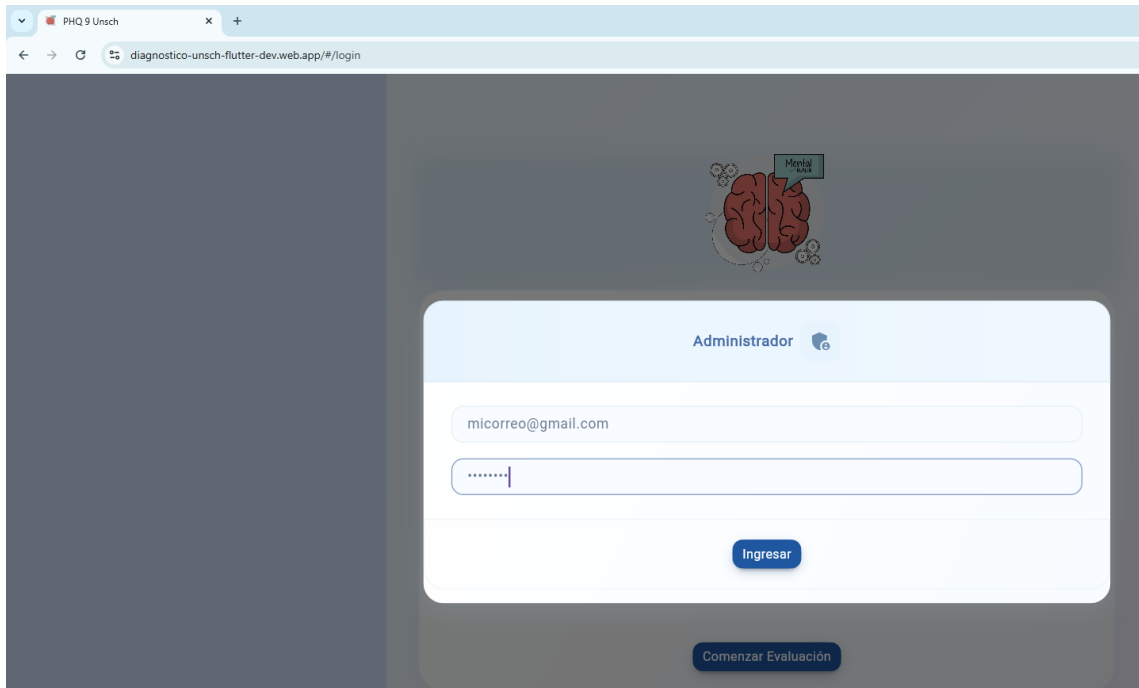 PHQ 9 Unsch
diagnostico-unsch-flutter-dev.web.app/#/login
Mental
Administrador
micorreo@gmail.com
••••••••
Ingresar
Comenzar Evaluación